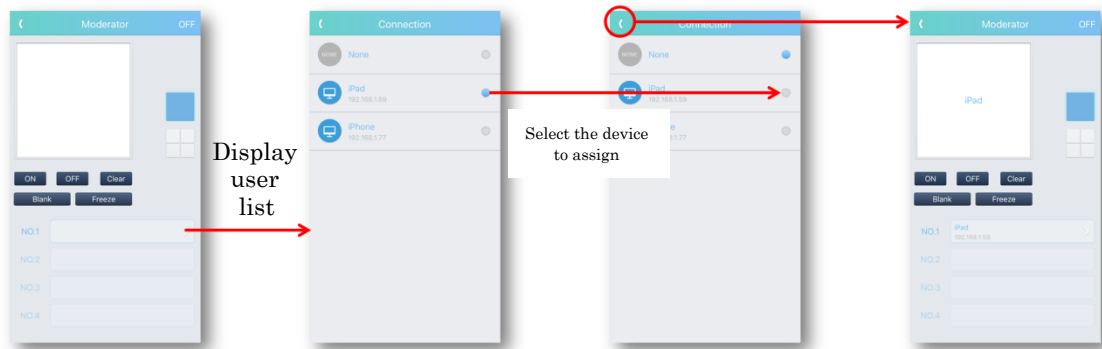 Moderator OFF
ON OFF Clear
Blank Freeze
NO.1
NO.2
NO.3
NO.4
Display
user
list
Connection
NONE None
iPad
192.168.1.59
iPhone
192.168.1.77
Select the device
to assign
Connection
NONE None
iPad
192.168.1.59
e
1.77
Moderator OFF
iPad
ON OFF Clear
Blank Freeze
NO.1 iPad
192.168.1.59
NO.2
NO.3
NO.4